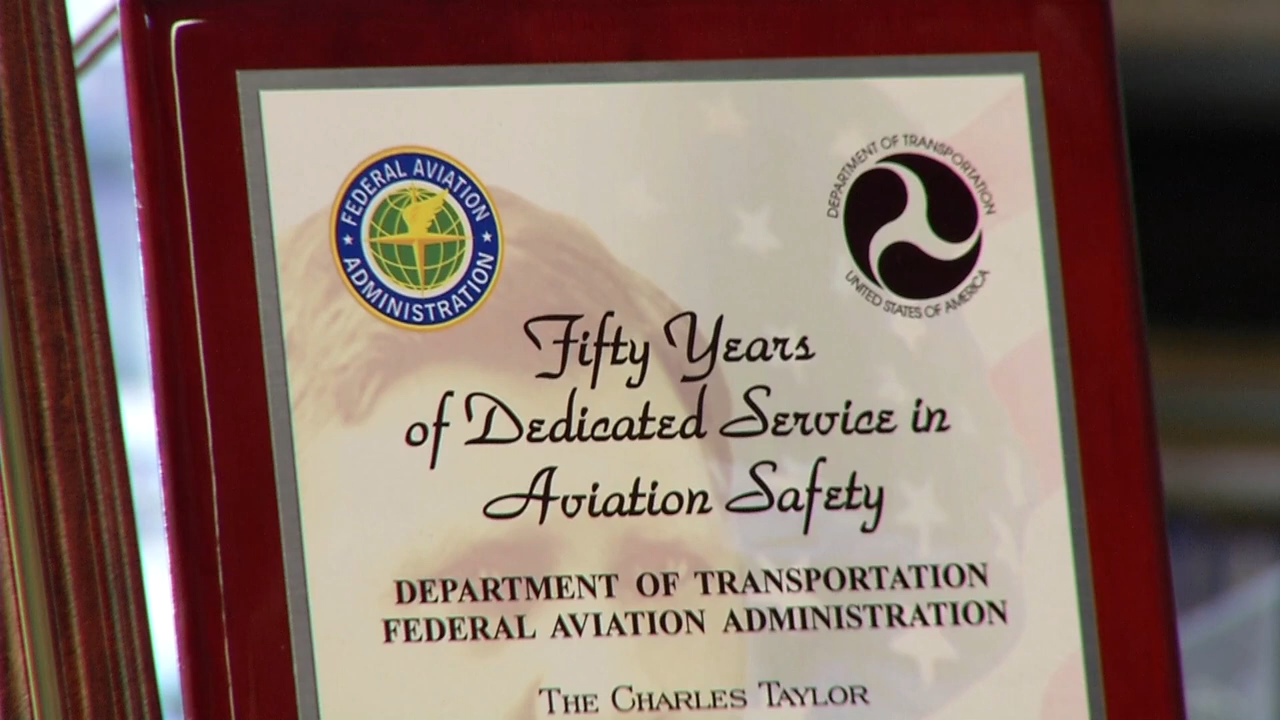 FEDERAL AVIATION
ADMINISTRATION
DEPARTMENT OF TRANSPORTATION
UNITED STATES OF AMERICA
Fifty Years
of Dedicated Service in
Aviation Safety
DEPARTMENT OF TRANSPORTATION
FEDERAL AVIATION ADMINISTRATION
THE CHARLES TAYLOR